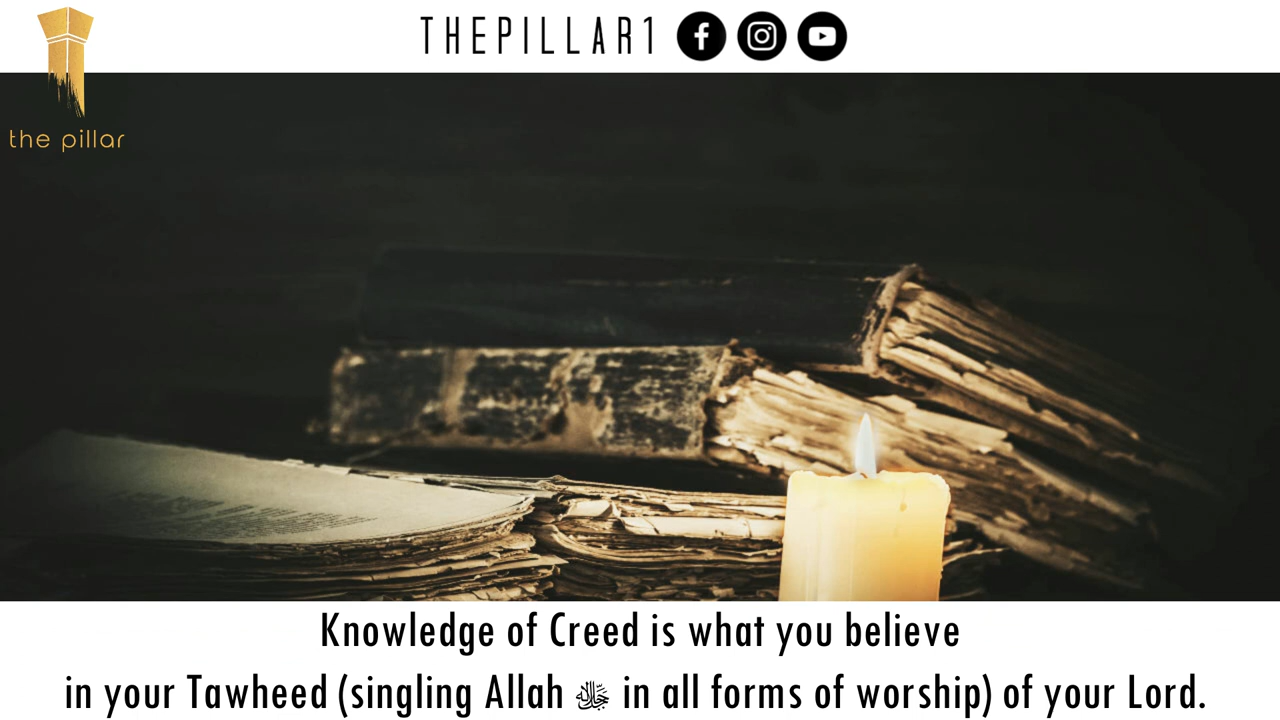 THEPILLAR1
the pillar
Knowledge of Creed is what you believe
in your Tawheed (singling Allah ﷻ in all forms of worship) of your Lord.